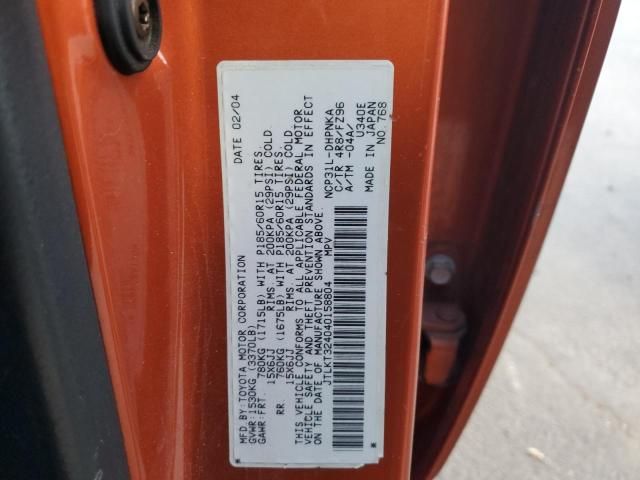 MFD.BY:TOYOTA MOTOR CORPORATION DATE 02/04
GVWR:1530KG (3370LB)
GAWR:FRT. 780KG (1715LB) WITH P185/60R15 TIRES.
15X6JJ RIMS. AT 200KPA (29PSI) COLD.
RR 760KG (1675LB) WITH P185/60R15 TIRES.
15X6JJ RIMS. AT 200KPA (29PSI) COLD.
THIS VEHICLE CONFORMS TO ALL APPLICABLE FEDERAL MOTOR
VEHICLE SAFETY AND THEFT PREVENTION STANDARDS IN EFFECT
ON THE DATE OF MANUFACTURE SHOWN ABOVE.
JTLKT324040158804 MPV
NCP31L-DHPNKA
C/TR 4R8/FZ96
A/TM -04A/ U340E
MADE IN JAPAN
NO.768